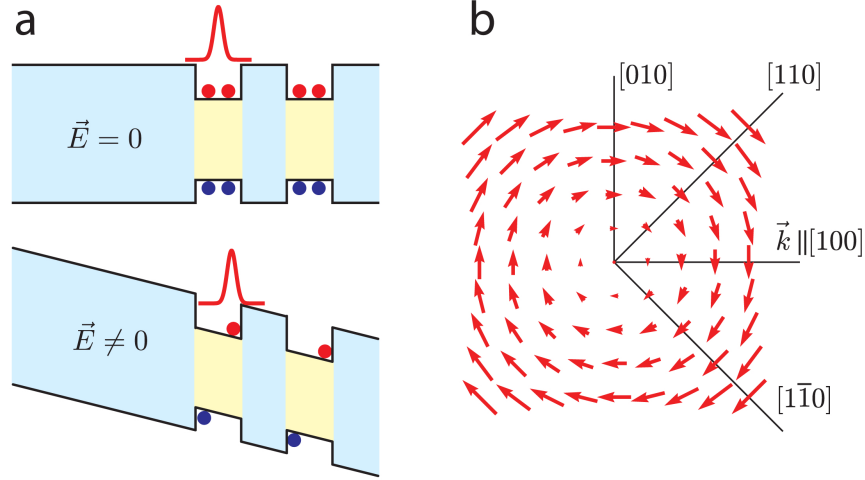 a
b
[010]
[110]
E⃗ = 0
k⃗ ∥[100]
E⃗ ≠ 0
[11̄0]